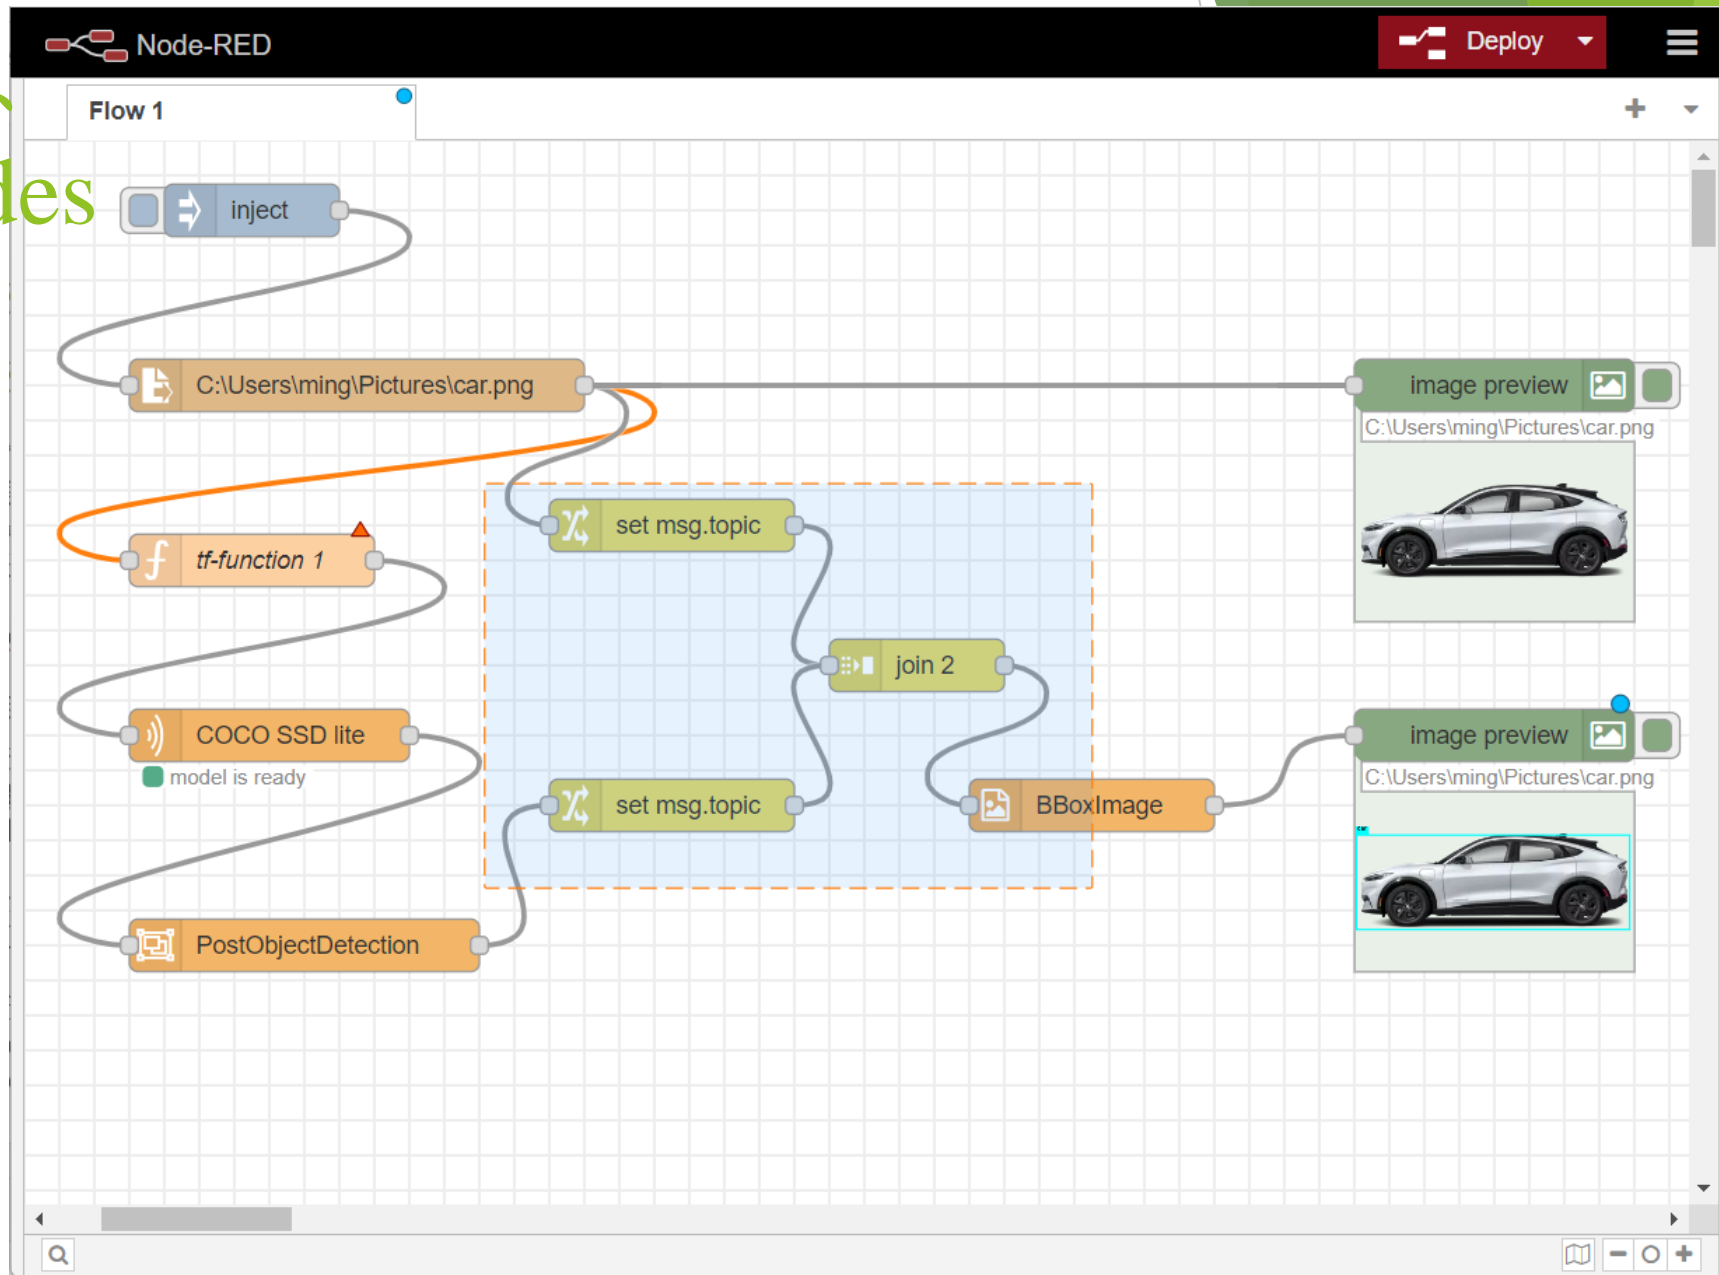 Node-RED
Deploy
Flow 1
des
inject
C:\Users\ming\Pictures\car.png
image preview
C:\Users\ming\Pictures\car.png
set msg.topic
tf-function 1
join 2
COCO SSD lite
model is ready
image preview
C:\Users\ming\Pictures\car.png
set msg.topic
BBoxImage
PostObjectDetection